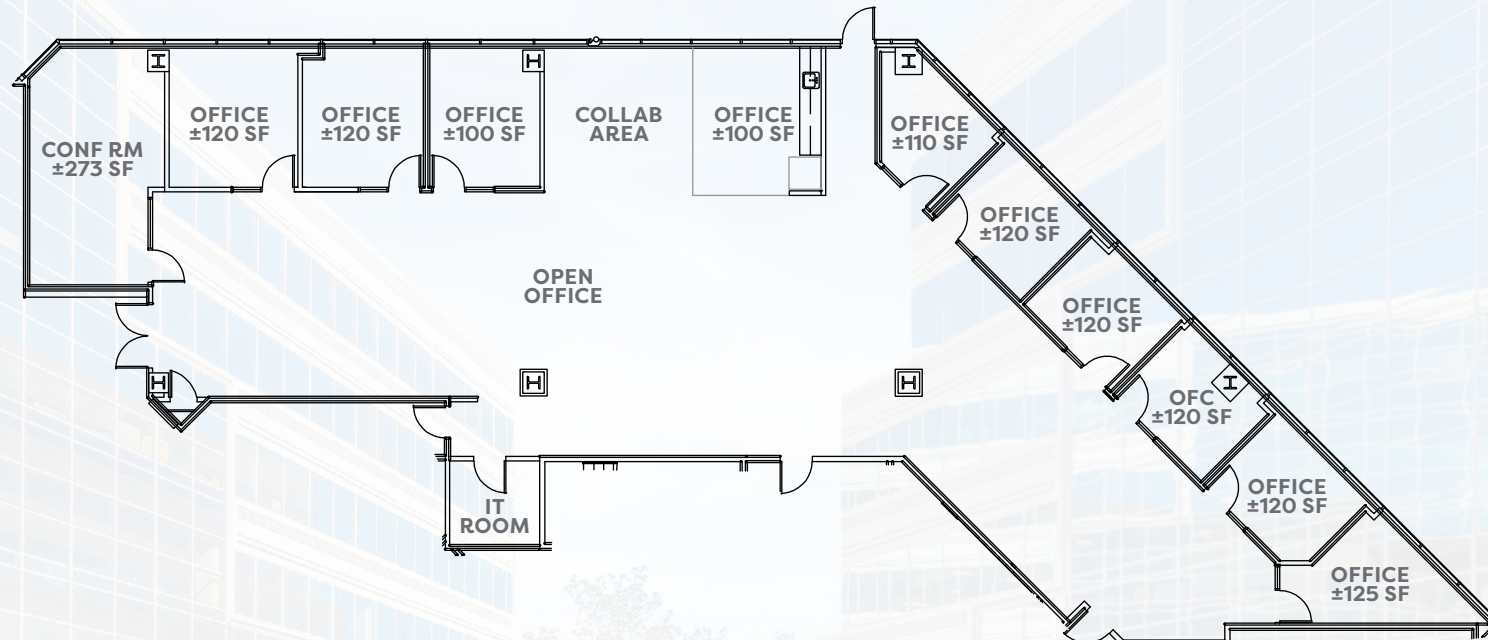 CONF RM
±273 SF
OFFICE
±120 SF
OFFICE
±120 SF
OFFICE
±100 SF
COLLAB
AREA
OFFICE
±100 SF
OFFICE
±110 SF
OFFICE
±120 SF
OFFICE
±120 SF
OFC
±120 SF
OFFICE
±120 SF
OFFICE
±125 SF
OPEN
OFFICE
IT
ROOM